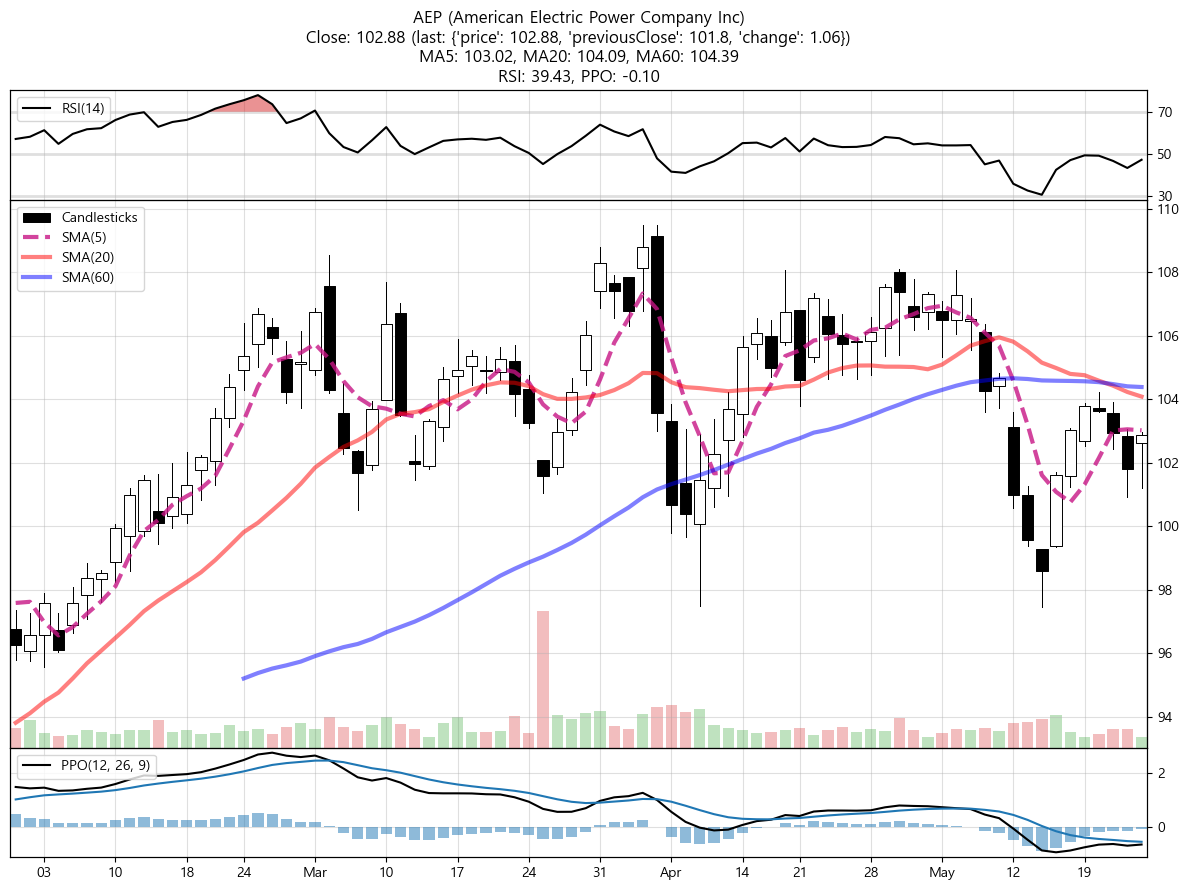 AEP (American Electric Power Company Inc)
Close: 102.88 (last: {'price': 102.88, 'previousClose': 101.8, 'change': 1.06})
MA5: 103.02, MA20: 104.09, MA60: 104.39
RSI: 39.43, PPO: -0.10
RSI(14)
70
50
30
Candlesticks
SMA(5)
SMA(20)
SMA(60)
110
108
106
104
102
100
98
96
94
PPO(12, 26, 9)
2
0
03 10 18 24 Mar 10 17 24 31 Apr 14 21 28 May 12 19